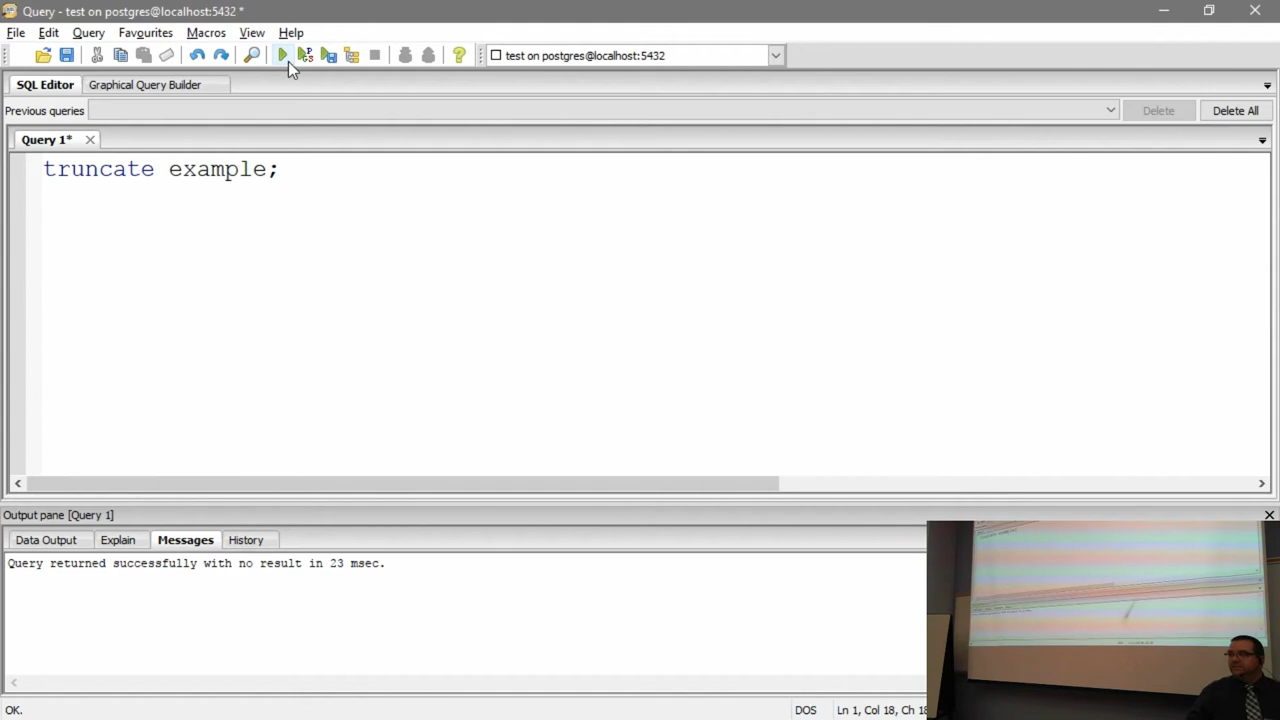 Query - test on postgres@localhost:5432 *
File Edit Query Favourites Macros View Help
test on postgres@localhost:5432
SQL Editor Graphical Query Builder
Previous queries Delete Delete All
Query 1*
truncate example;
Output pane [Query 1]
Data Output Explain Messages History
Query returned successfully with no result in 23 msec.
OK. DOS Ln 1, Col 18, Ch 18